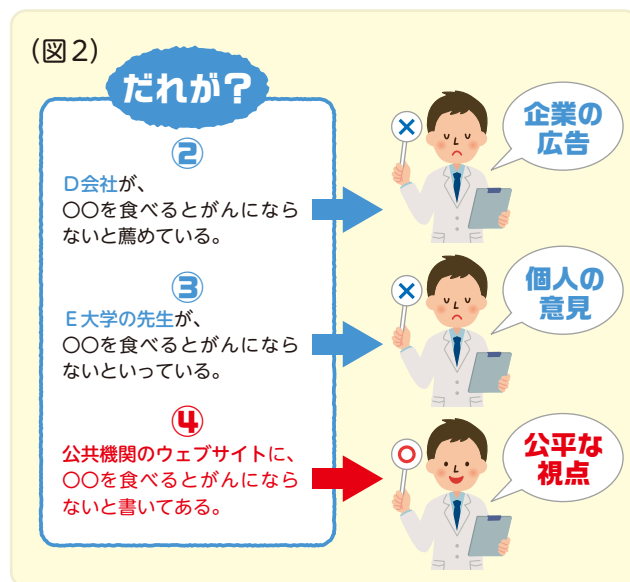 (図2)
だれが?
②
D会社が、
〇〇を食べるとがんになら
ないと薦めている。
企業の
広告
③
E大学の先生が、
〇〇を食べるとがんになら
ないといっている。
個人の
意見
④
公共機関のウェブサイトに、
〇〇を食べるとがんになら
ないと書いてある。
公平な
視点